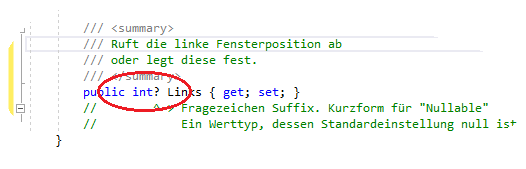 /// <summary>
/// Ruft die linke Fensterposition ab
/// oder legt diese fest.
/// </summary>
public int? Links { get; set; }
// ^-> Fragezeichen Suffix. Kurzform für "Nullable"
// Ein Werttyp, dessen Standardeinstellung null ist
}